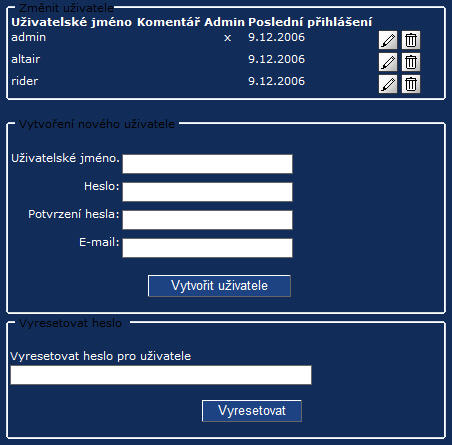 Změnit uživatele
Uživatelské jméno Komentář Admin Poslední přihlášení
admin x 9.12.2006
altair 9.12.2006
rider 9.12.2006
Vytvoření nového uživatele
Uživatelské jméno.
Heslo:
Potvrzení hesla:
E-mail:
Vytvořit uživatele
Vyresetovat heslo
Vyresetovat heslo pro uživatele
Vyresetovat